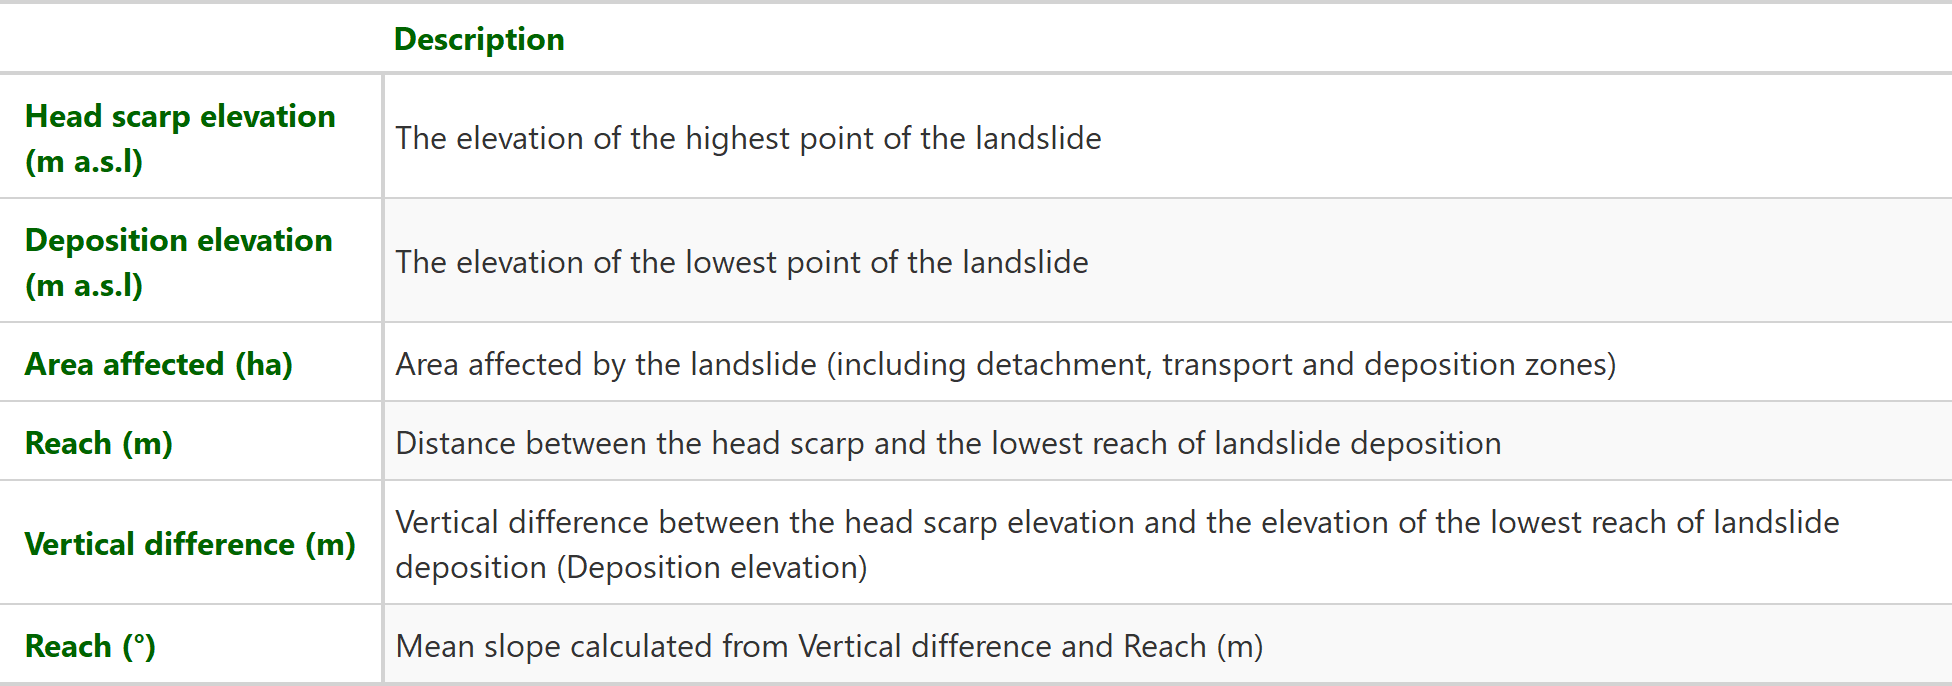 Description
Head scarp elevation
(m a.s.l)
The elevation of the highest point of the landslide
Deposition elevation
(m a.s.l)
The elevation of the lowest point of the landslide
Area affected (ha)
Area affected by the landslide (including detachment, transport and deposition zones)
Reach (m)
Distance between the head scarp and the lowest reach of landslide deposition
Vertical difference (m)
Vertical difference between the head scarp elevation and the elevation of the lowest reach of landslide
deposition (Deposition elevation)
Reach (°)
Mean slope calculated from Vertical difference and Reach (m)